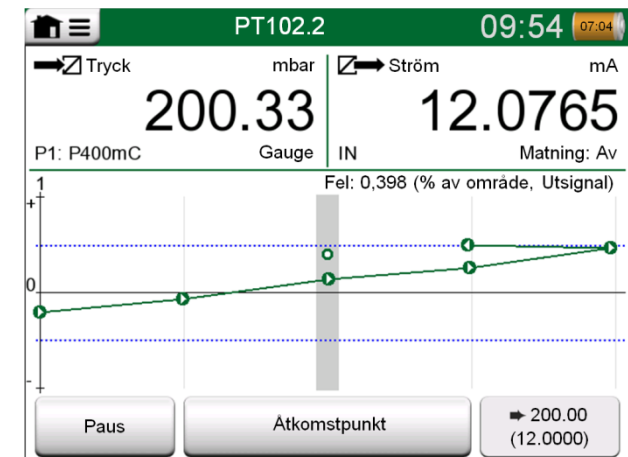 PT102.2 09:54 07:04
Tryck mbar
200.33
P1: P400mC Gauge
Ström mA
12.0765
IN Matning: Av
1 Fel: 0,398 (% av område, Utsignal)
+
0
-
Paus
Åtkomstpunkt
200.00
(12.0000)